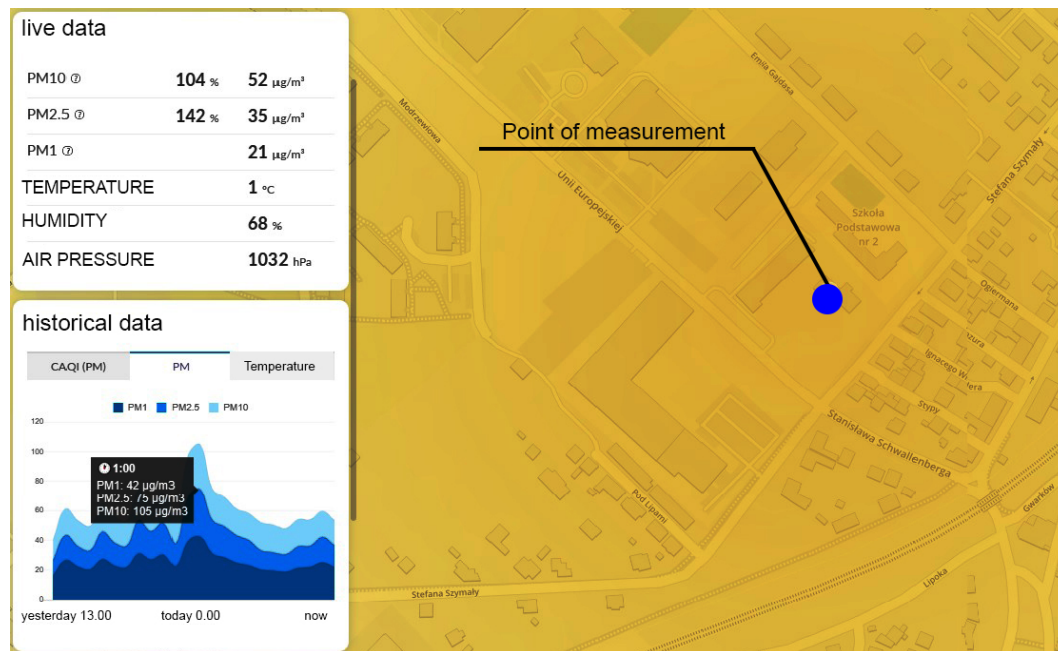 live data
PM10 ? 104 % 52 µg/m³
PM2.5 ? 142 % 35 µg/m³
PM1 ? 21 µg/m³
TEMPERATURE 1 °C
HUMIDITY 68 %
AIR PRESSURE 1032 hPa
historical data
CAQI (PM) PM Temperature
PM1 PM2.5 PM10
120
100
80
60
40
20
0
1:00
PM1: 42 µg/m3
PM2.5: 75 µg/m3
PM10: 105 µg/m3
yesterday 13.00 today 0.00 now
Point of measurement
Modrzewiowa
Emila Gajdasa
Unii Europejskiej
Stefana Szymały
Szkoła
Podstawowa
nr 2
Ogiermana
Ignacego
Stypy
Stanisława Schwallenberga
Pod Lipami
Gwarków
Lipoka
Stefana Szymały